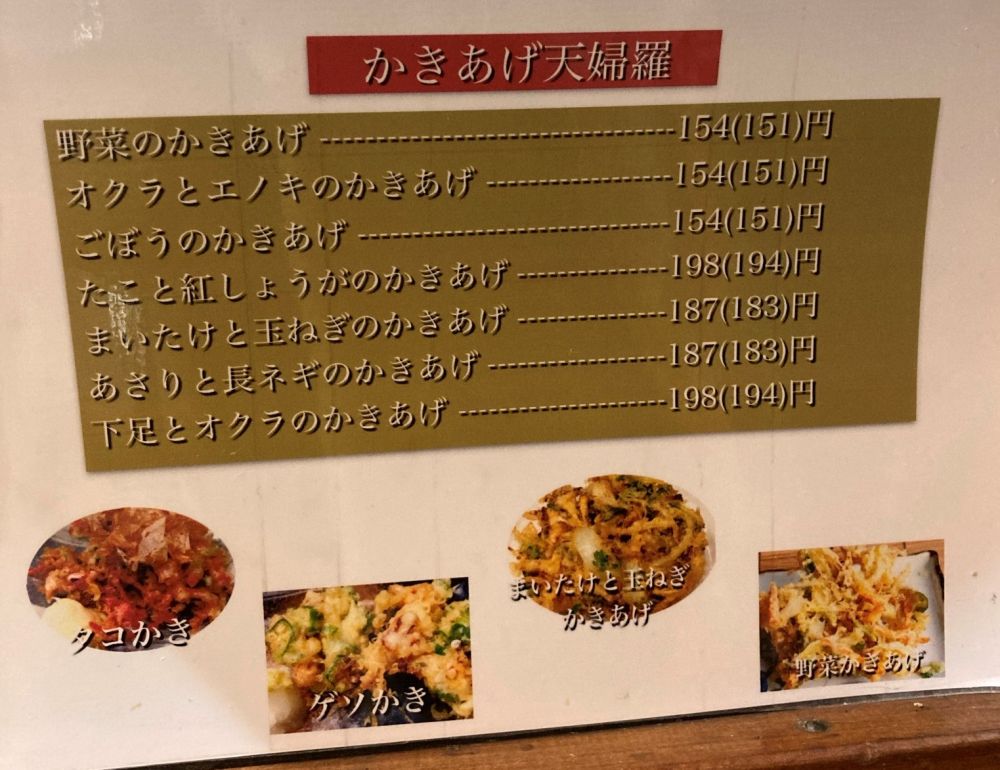 かきあげ天婦羅
野菜のかきあげ ---------------------------------154(151)円
オクラとエノキのかきあげ -----------------154(151)円
ごぼうのかきあげ -----------------------------154(151)円
たこと紅しょうがのかきあげ --------------198(194)円
まいたけと玉ねぎのかきあげ --------------187(183)円
あさりと長ネギのかきあげ -----------------187(183)円
下足とオクラのかきあげ --------------------198(194)円
タコかき
ゲソかき
まいたけと玉ねぎ
かきあげ
野菜かきあげ